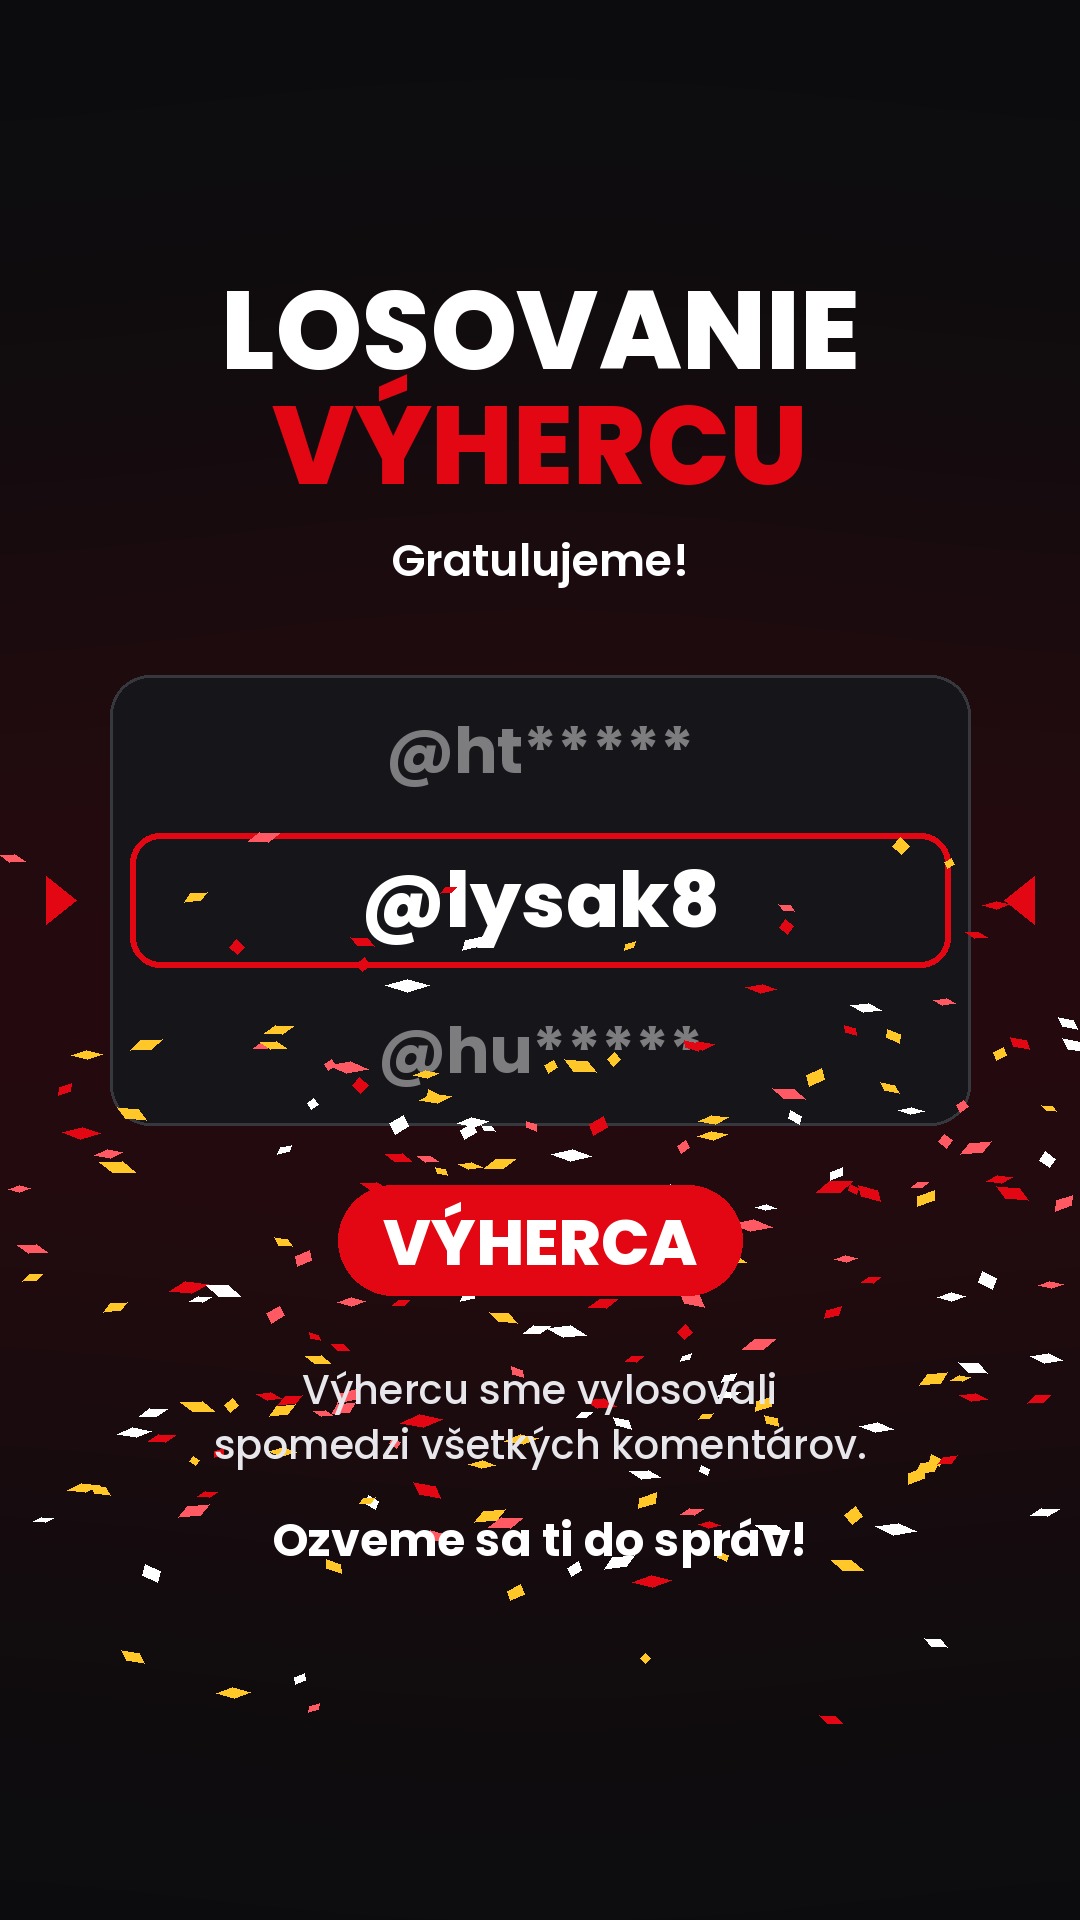 LOSOVANIE
VÝHERCU
Gratulujeme!
@ht*****
@lysak8
@hu*****
VÝHERCA
Výhercu sme vylosovali
spomedzi všetkých komentárov.
Ozveme sa ti do správ!